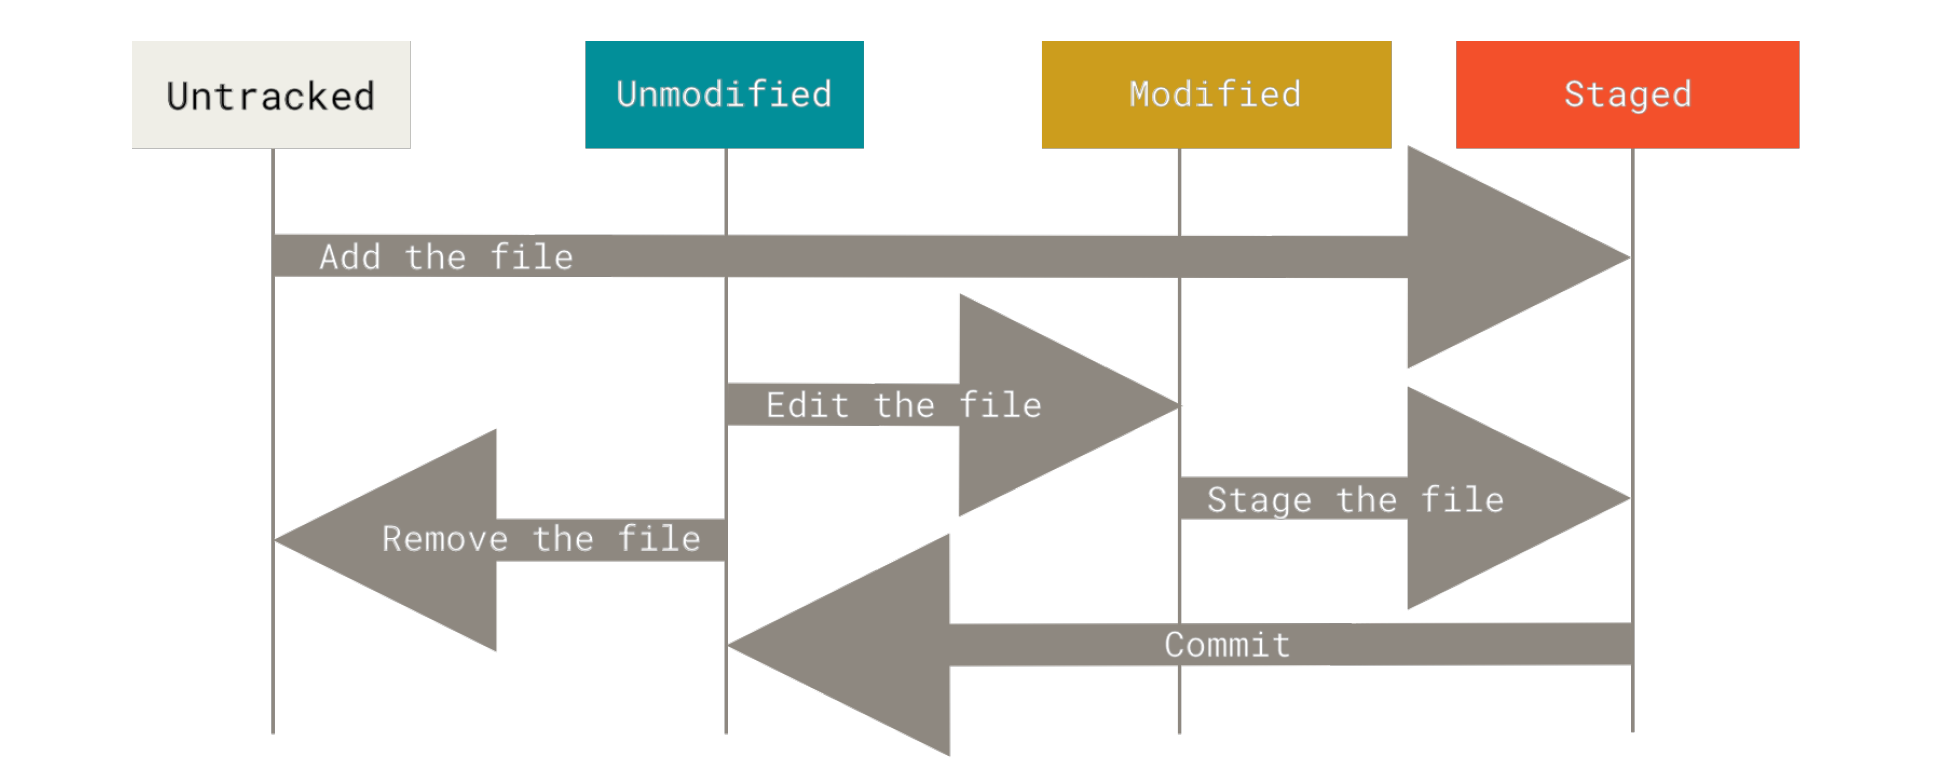 Untracked
Unmodified
Modified
Staged
Add the file
Edit the file
Stage the file
Remove the file
Commit